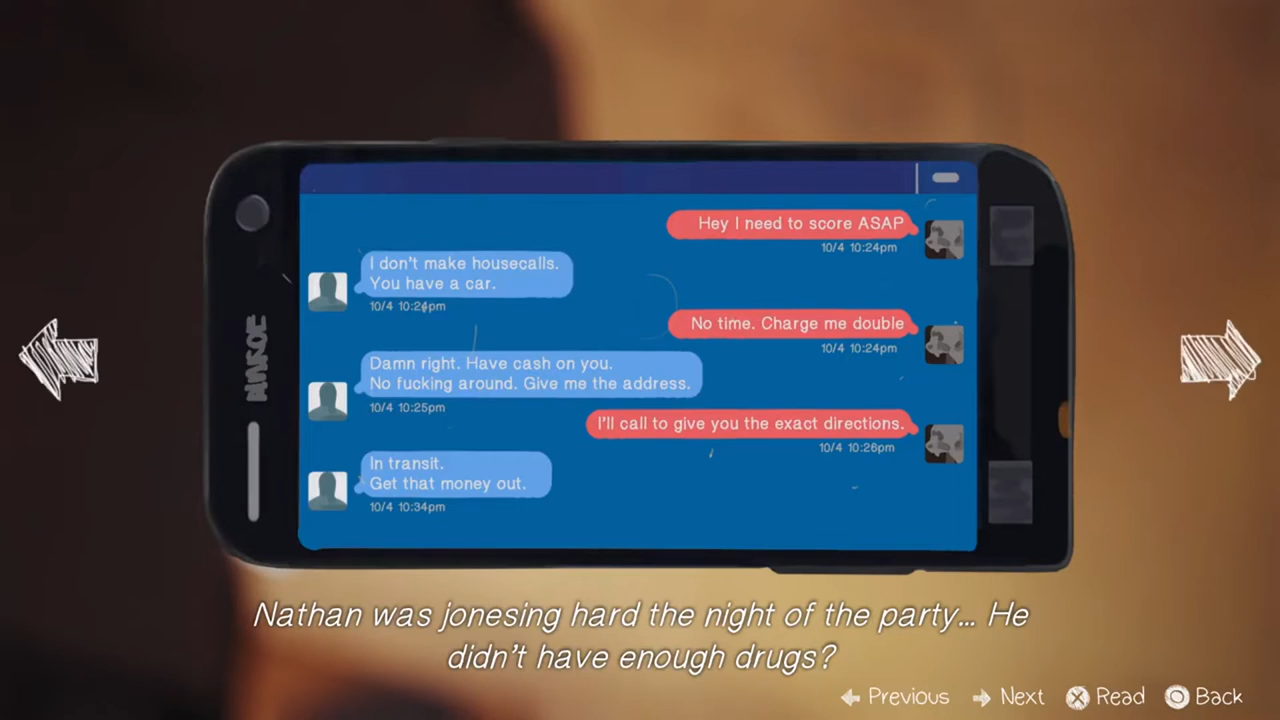 Hey I need to score ASAP
10/4 10:24pm
I don't make housecalls.
You have a car.
10/4 10:24pm
No time. Charge me double
10/4 10:24pm
Damn right. Have cash on you.
No fucking around. Give me the address.
10/4 10:25pm
I'll call to give you the exact directions.
10/4 10:26pm
In transit.
Get that money out.
10/4 10:34pm
Nathan was jonesing hard the night of the party... He
didn't have enough drugs?
Previous Next Read Back